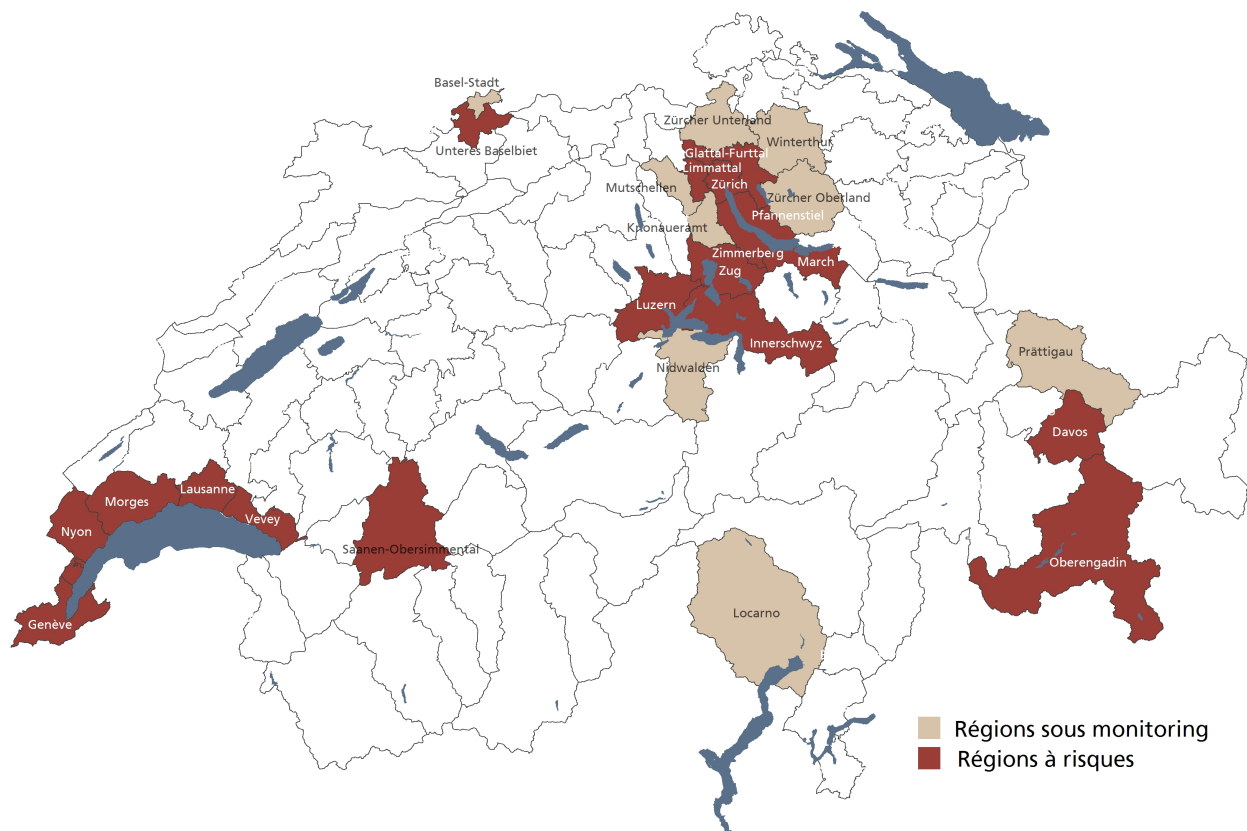 Basel-Stadt
Unteres Baselbiet
Zürcher Unterland
Winterthur
Glattal-Furttal
Limmattal
Zürich
Mutschellen
Zürcher Oberland
Pfannenstiel
Knonaueramt
Zimmerberg
March
Zug
Luzern
Innerschwyz
Nidwalden
Prättigau
Davos
Lausanne
Morges
Vevey
Nyon
Saanen-Obersimmental
Oberengadin
Locarno
Genève
Régions sous monitoring
Régions à risques